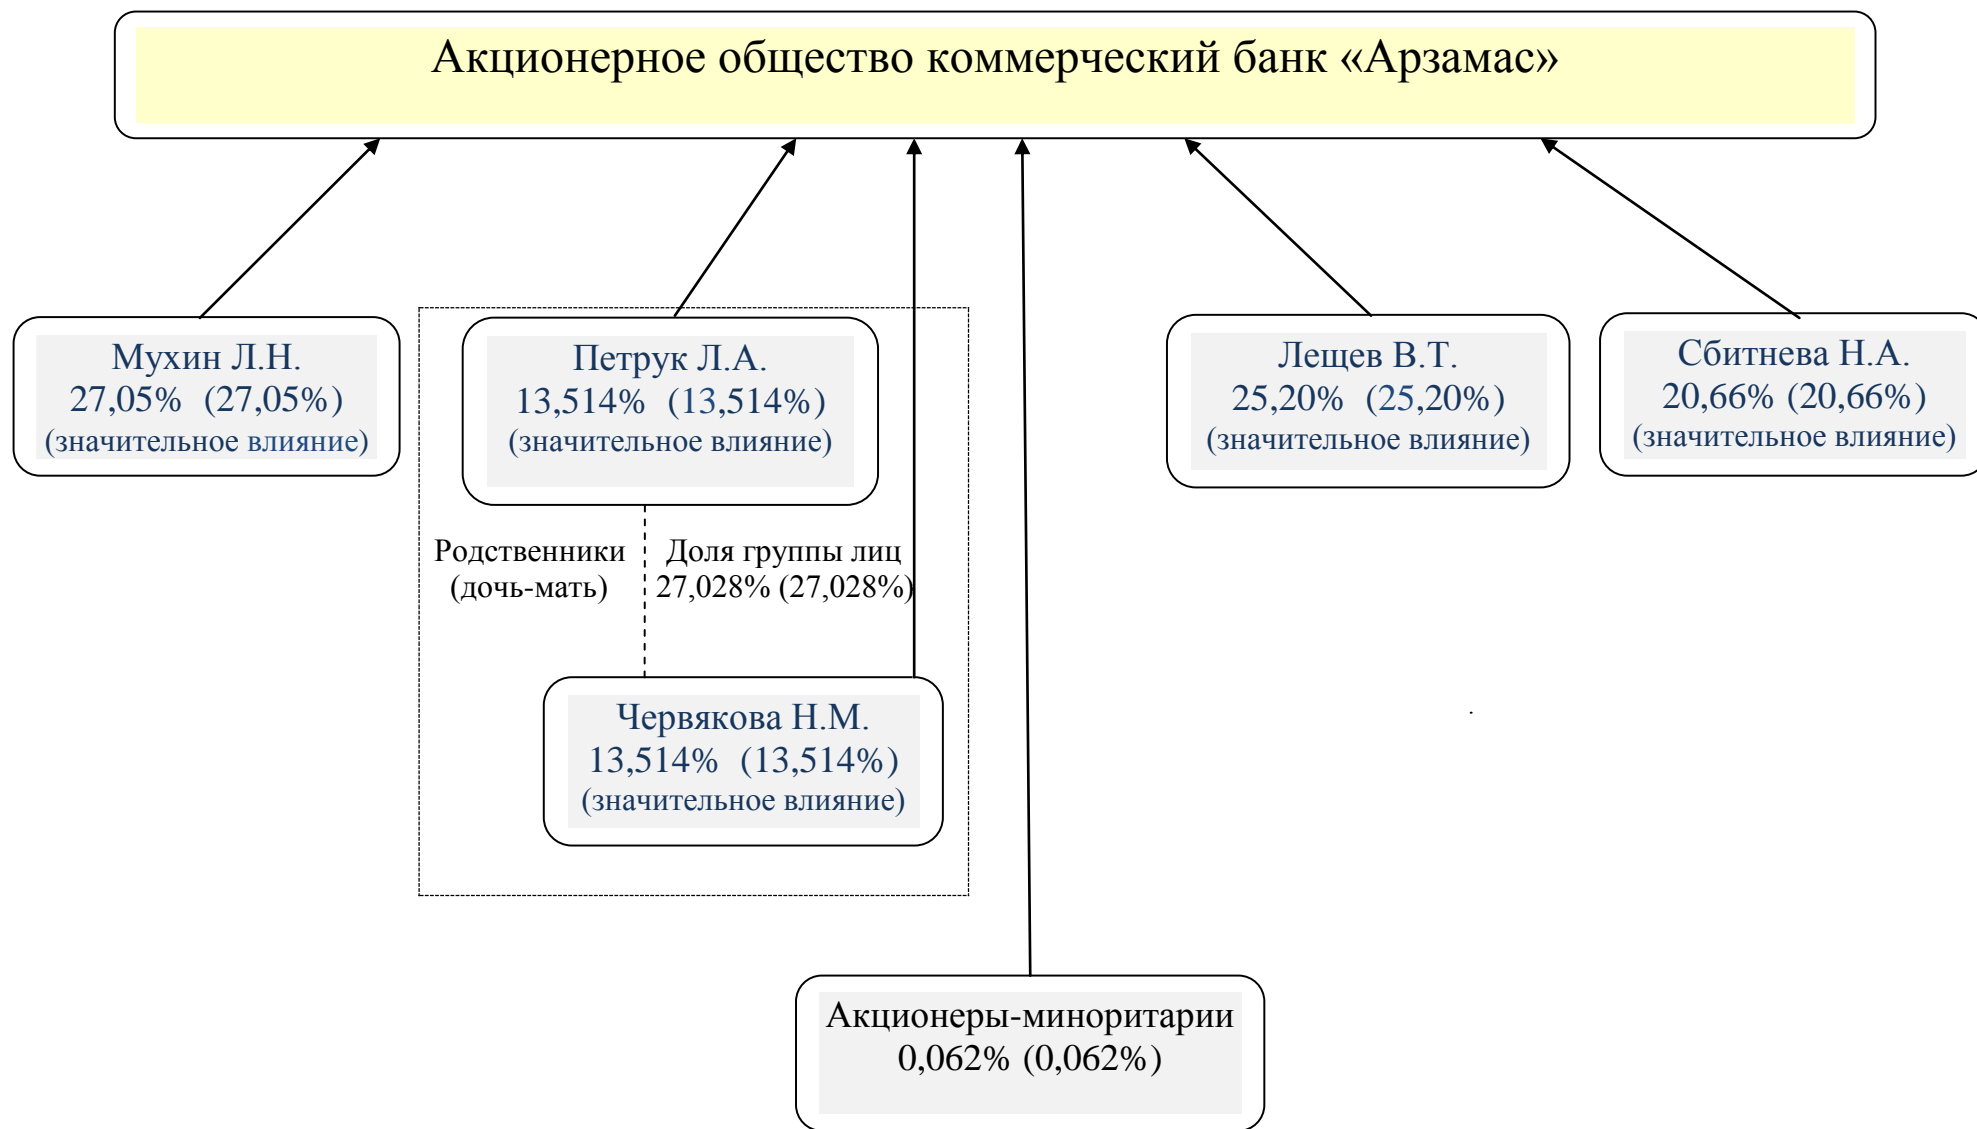 Акционерное общество коммерческий банк «Арзамас»
Мухин Л.Н.
27,05% (27,05%)
(значительное влияние)
Петрук Л.А.
13,514% (13,514%)
(значительное влияние)
Лещев В.Т.
25,20% (25,20%)
(значительное влияние)
Сбитнева Н.А.
20,66% (20,66%)
(значительное влияние)
Родственники
(дочь-мать)
Доля группы лиц
27,028% (27,028%)
Червякова Н.М.
13,514% (13,514%)
(значительное влияние)
Акционеры-миноритарии
0,062% (0,062%)